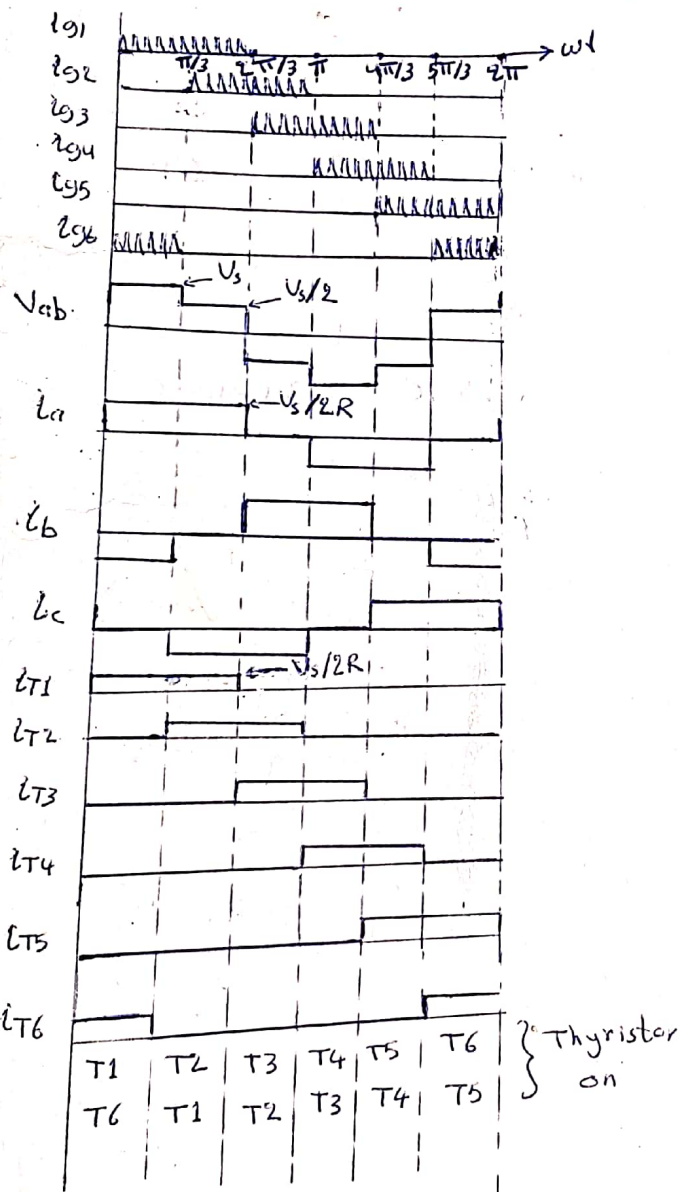 ig1
π/3 2π/3 π 4π/3 5π/3 2π → ωt
ig2
ig3
ig4
ig5
ig6
Vab
Vs
Vs/2
ia
Vs/2R
ib
ic
iT1
Vs/2R
iT2
iT3
iT4
iT5
iT6
T1 T2 T3 T4 T5 T6
T6 T1 T2 T3 T4 T5
} Thyristor
on